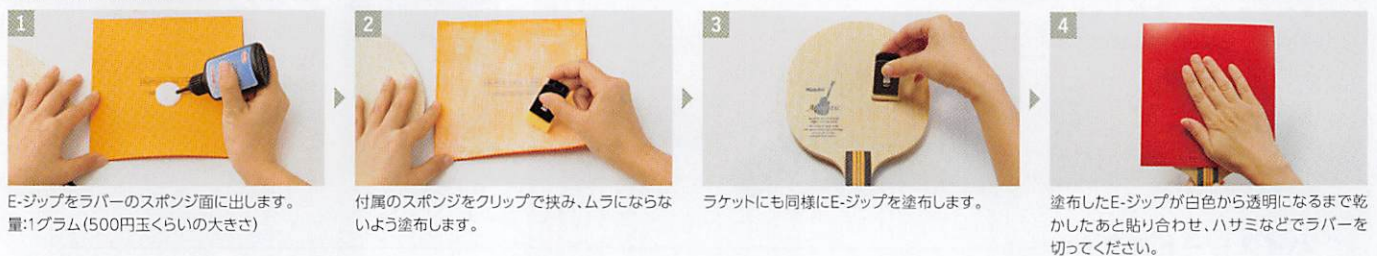 1
E-ジップをラバーのスポンジ面に出します。
量:1グラム(500円玉くらいの大きさ)
2
付属のスポンジをクリップで挟み、ムラにならな
いよう塗布します。
3
ラケットにも同様にE-ジップを塗布します。
4
塗布したE-ジップが白色から透明になるまで乾
かしたあと貼り合わせ、ハサミなどでラバーを
切ってください。